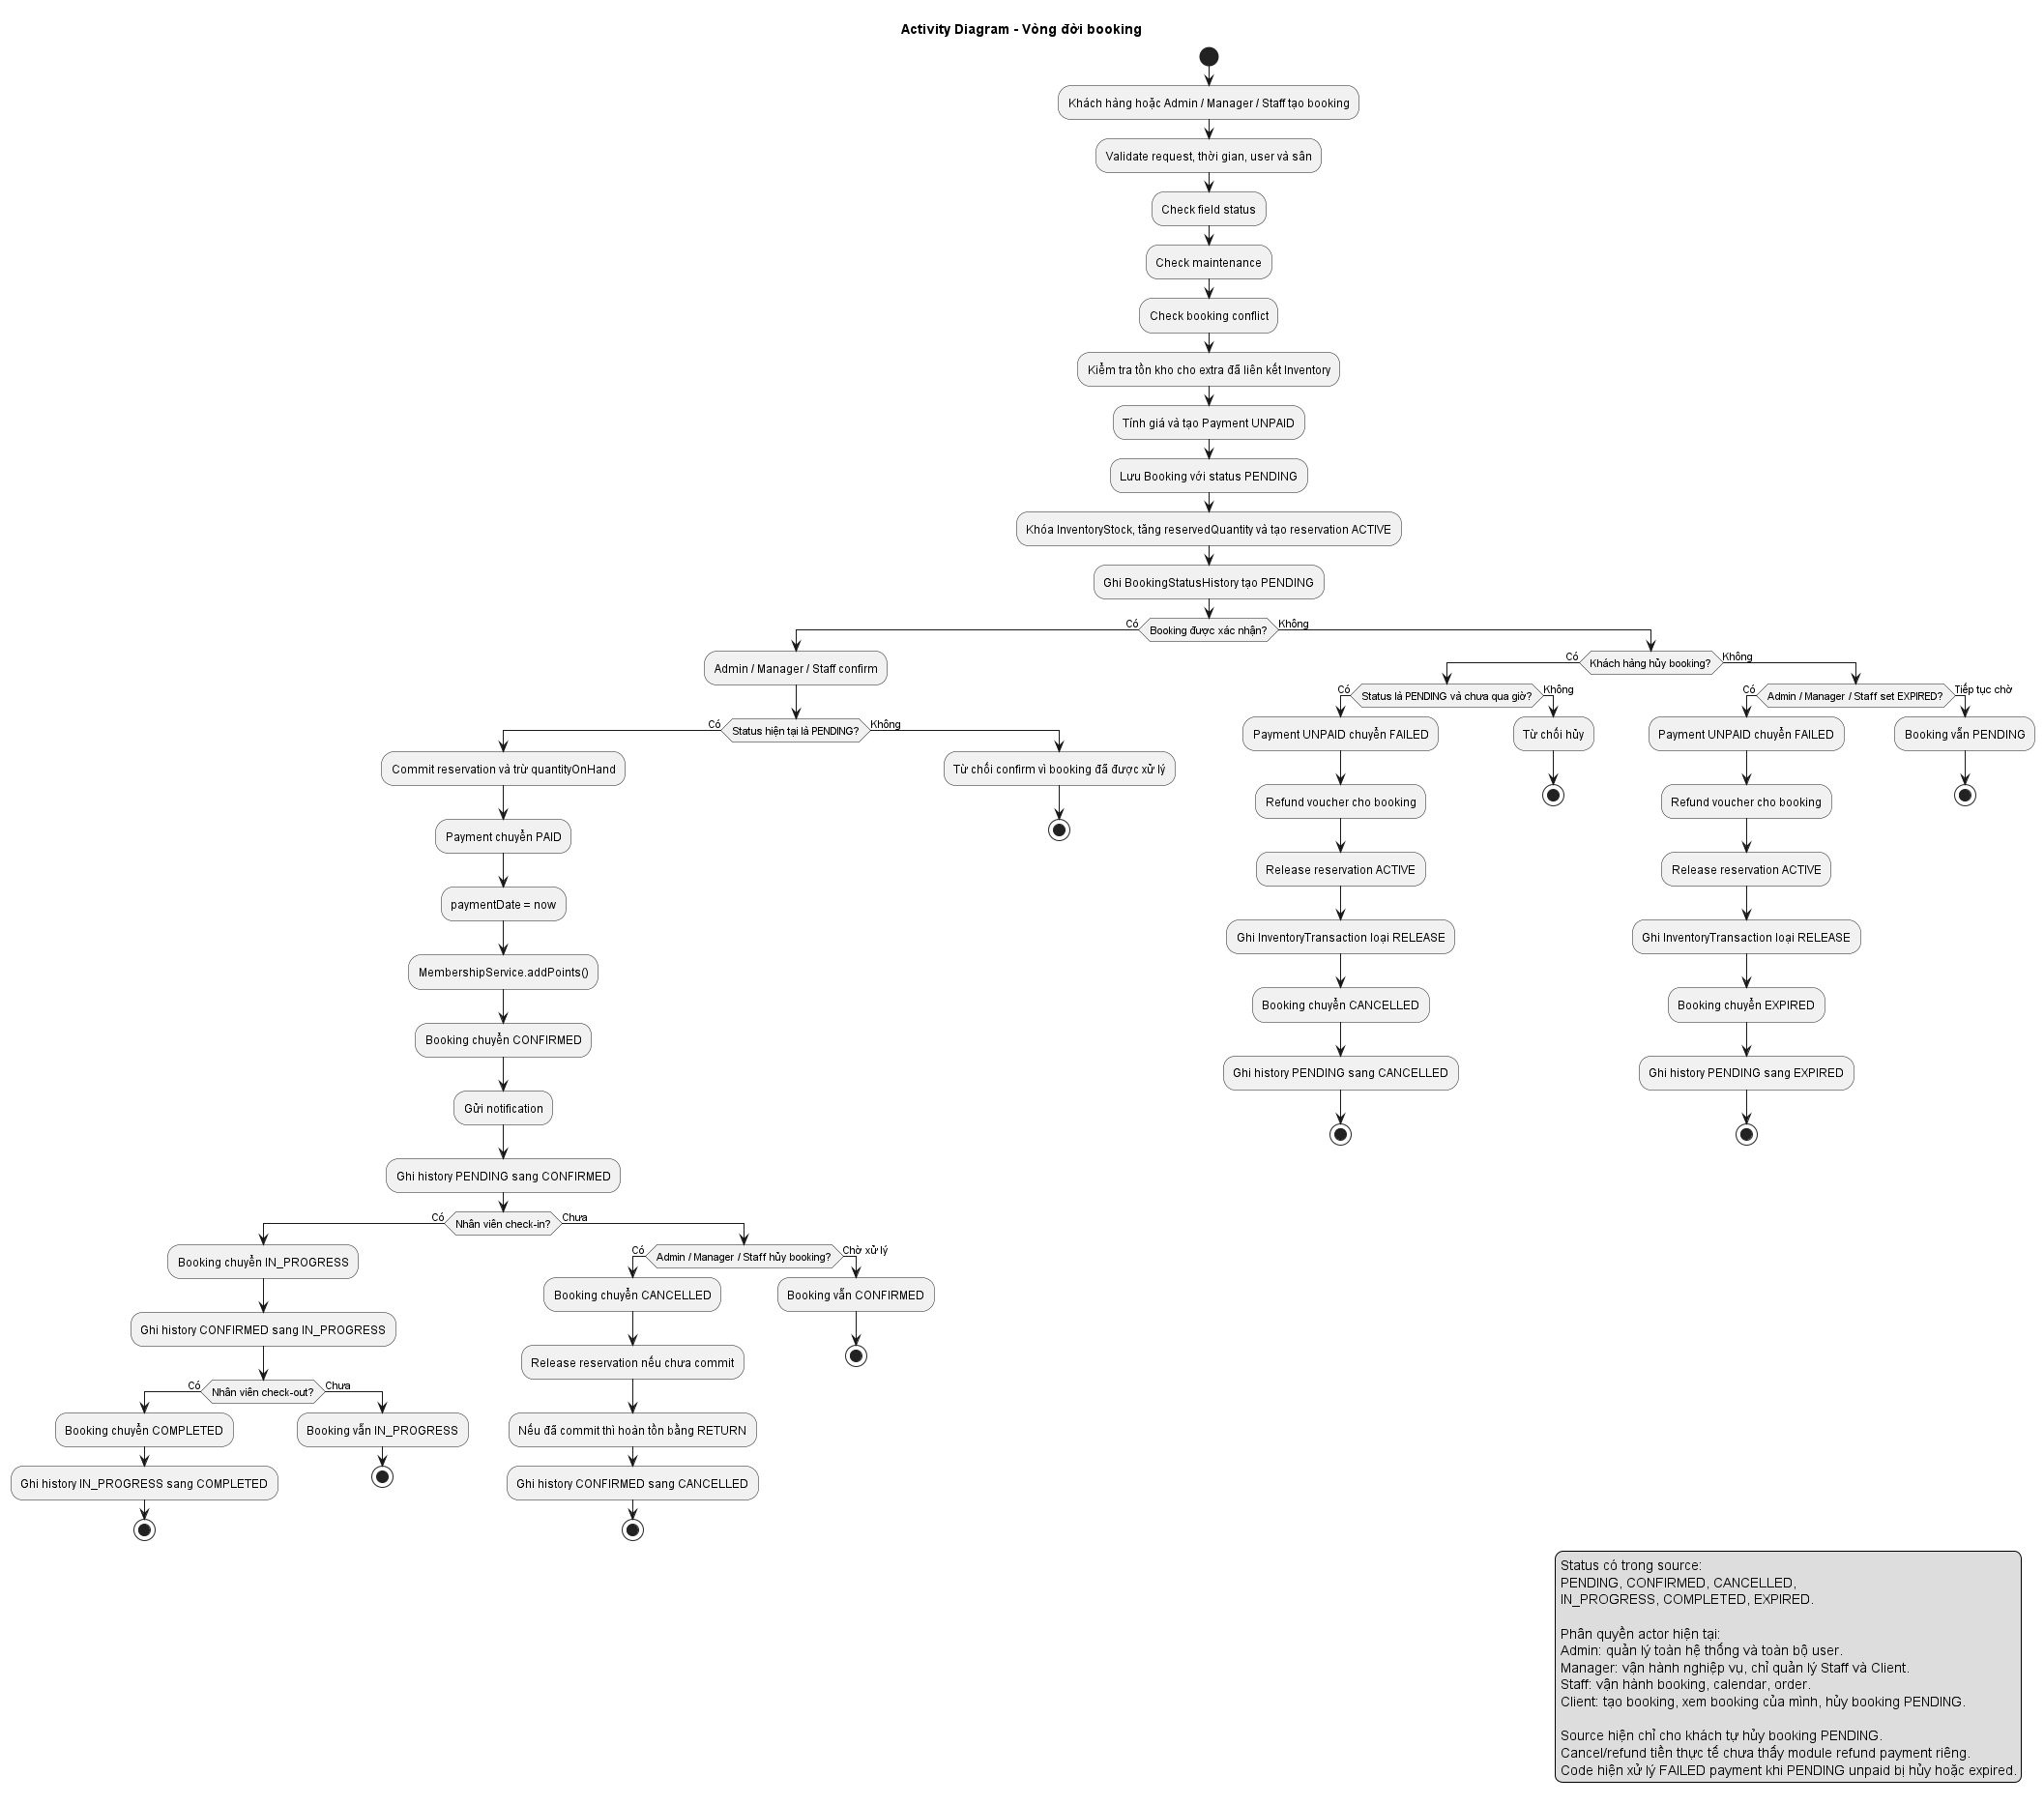 Activity Diagram - Vòng đời booking
Khách hàng hoặc Admin / Manager / Staff tạo booking
Validate request, thời gian, user và sân
Check field status
Check maintenance
Check booking conflict
Kiểm tra tồn kho cho extra đã liên kết Inventory
Tính giá và tạo Payment UNPAID
Lưu Booking với status PENDING
Khóa InventoryStock, tăng reservedQuantity và tạo reservation ACTIVE
Ghi BookingStatusHistory tạo PENDING
Có
Booking được xác nhận?
Không
Admin / Manager / Staff confirm
Có
Status hiện tại là PENDING?
Không
Commit reservation và trừ quantityOnHand
Payment chuyển PAID
paymentDate = now
MembershipService.addPoints()
Booking chuyển CONFIRMED
Gửi notification
Ghi history PENDING sang CONFIRMED
Từ chối confirm vì booking đã được xử lý
Có
Nhân viên check-in?
Chưa
Booking chuyển IN_PROGRESS
Ghi history CONFIRMED sang IN_PROGRESS
Có
Nhân viên check-out?
Chưa
Booking chuyển COMPLETED
Ghi history IN_PROGRESS sang COMPLETED
Booking vẫn IN_PROGRESS
Có
Admin / Manager / Staff hủy booking?
Chờ xử lý
Booking chuyển CANCELLED
Release reservation nếu chưa commit
Nếu đã commit thì hoàn tồn bằng RETURN
Ghi history CONFIRMED sang CANCELLED
Booking vẫn CONFIRMED
Có
Khách hàng hủy booking?
Không
Có
Status là PENDING và chưa qua giờ?
Không
Payment UNPAID chuyển FAILED
Refund voucher cho booking
Release reservation ACTIVE
Ghi InventoryTransaction loại RELEASE
Booking chuyển CANCELLED
Ghi history PENDING sang CANCELLED
Từ chối hủy
Có
Admin / Manager / Staff set EXPIRED?
Tiếp tục chờ
Payment UNPAID chuyển FAILED
Refund voucher cho booking
Release reservation ACTIVE
Ghi InventoryTransaction loại RELEASE
Booking chuyển EXPIRED
Ghi history PENDING sang EXPIRED
Booking vẫn PENDING
Status có trong source:
PENDING, CONFIRMED, CANCELLED,
IN_PROGRESS, COMPLETED, EXPIRED.
Phân quyền actor hiện tại:
Admin: quản lý toàn hệ thống và toàn bộ user.
Manager: vận hành nghiệp vụ, chỉ quản lý Staff và Client.
Staff: vận hành booking, calendar, order.
Client: tạo booking, xem booking của mình, hủy booking PENDING.
Source hiện chỉ cho khách tự hủy booking PENDING.
Cancel/refund tiền thực tế chưa thấy module refund payment riêng.
Code hiện xử lý FAILED payment khi PENDING unpaid bị hủy hoặc expired.